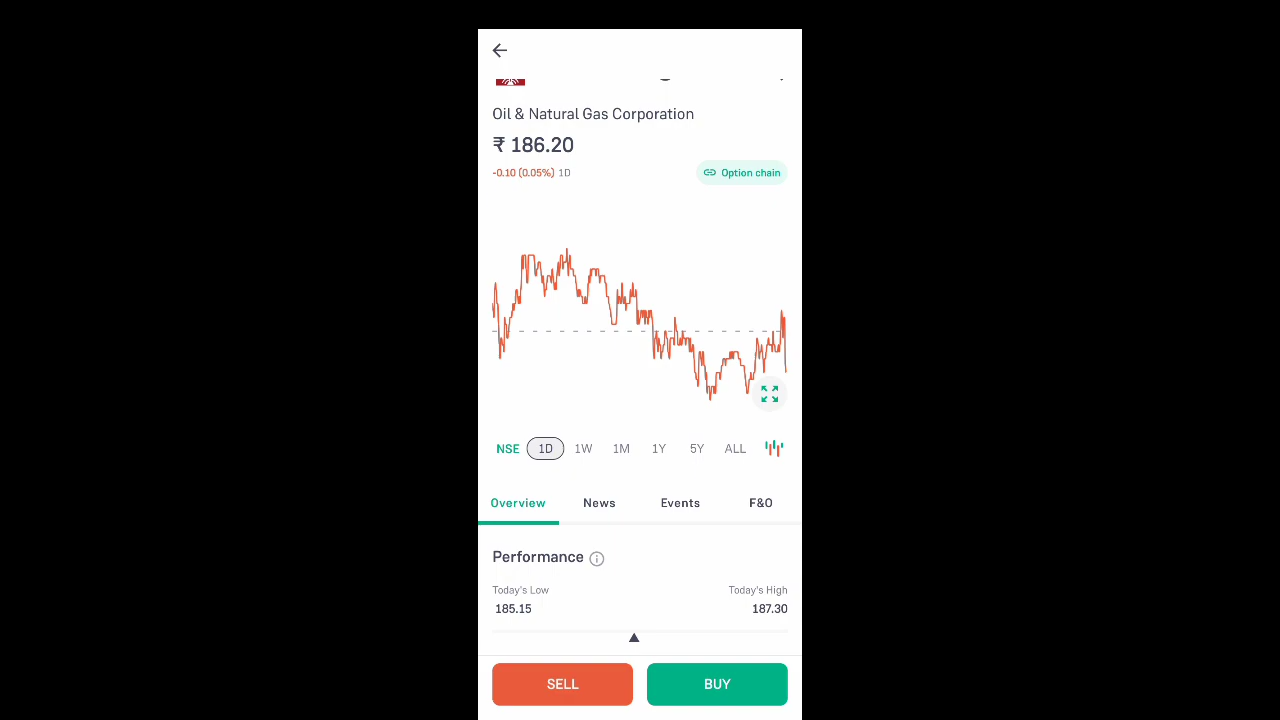 Oil & Natural Gas Corporation
₹ 186.20
-0.10 (0.05%) 1D
Option chain
NSE 1D 1W 1M 1Y 5Y ALL
Overview News Events F&O
Performance
Today's Low Today's High
185.15 187.30
SELL BUY